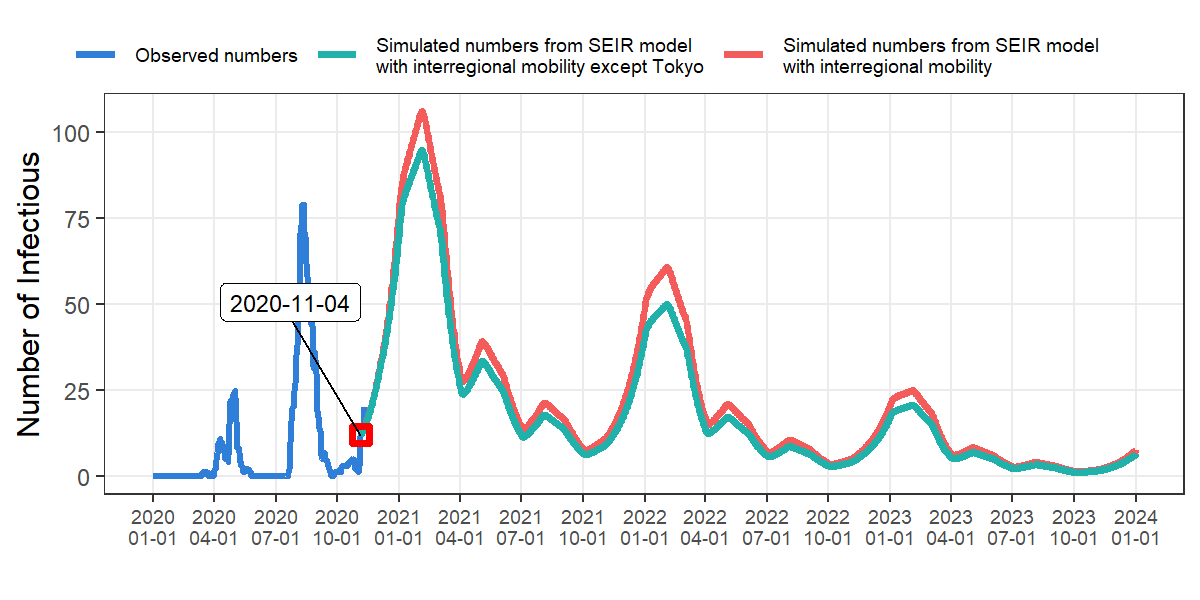 Observed numbers
Simulated numbers from SEIR model
with interregional mobility except Tokyo
Simulated numbers from SEIR model
with interregional mobility
Number of Infectious
100
75
50
25
0
2020-11-04
2020 2020 2020 2020 2021 2021 2021 2021 2022 2022 2022 2022 2023 2023 2023 2023 2024
01-01 04-01 07-01 10-01 01-01 04-01 07-01 10-01 01-01 04-01 07-01 10-01 01-01 04-01 07-01 10-01 01-01